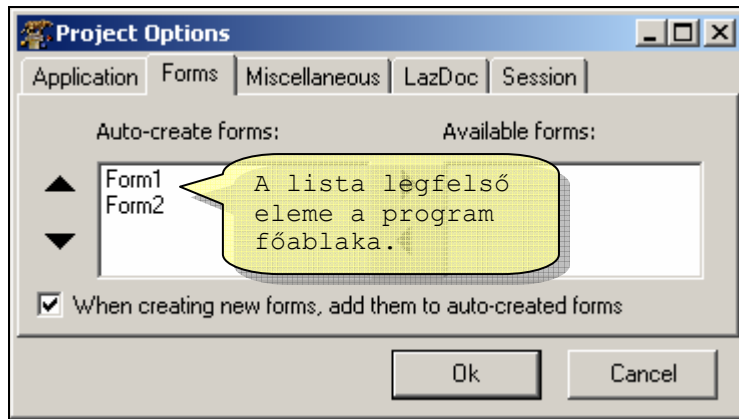 Project Options
Application Forms Miscellaneous LazDoc Session
Auto-create forms: Available forms:
Form1
Form2
A lista legfelső
eleme a program
főablaka.
When creating new forms, add them to auto-created forms
Ok Cancel